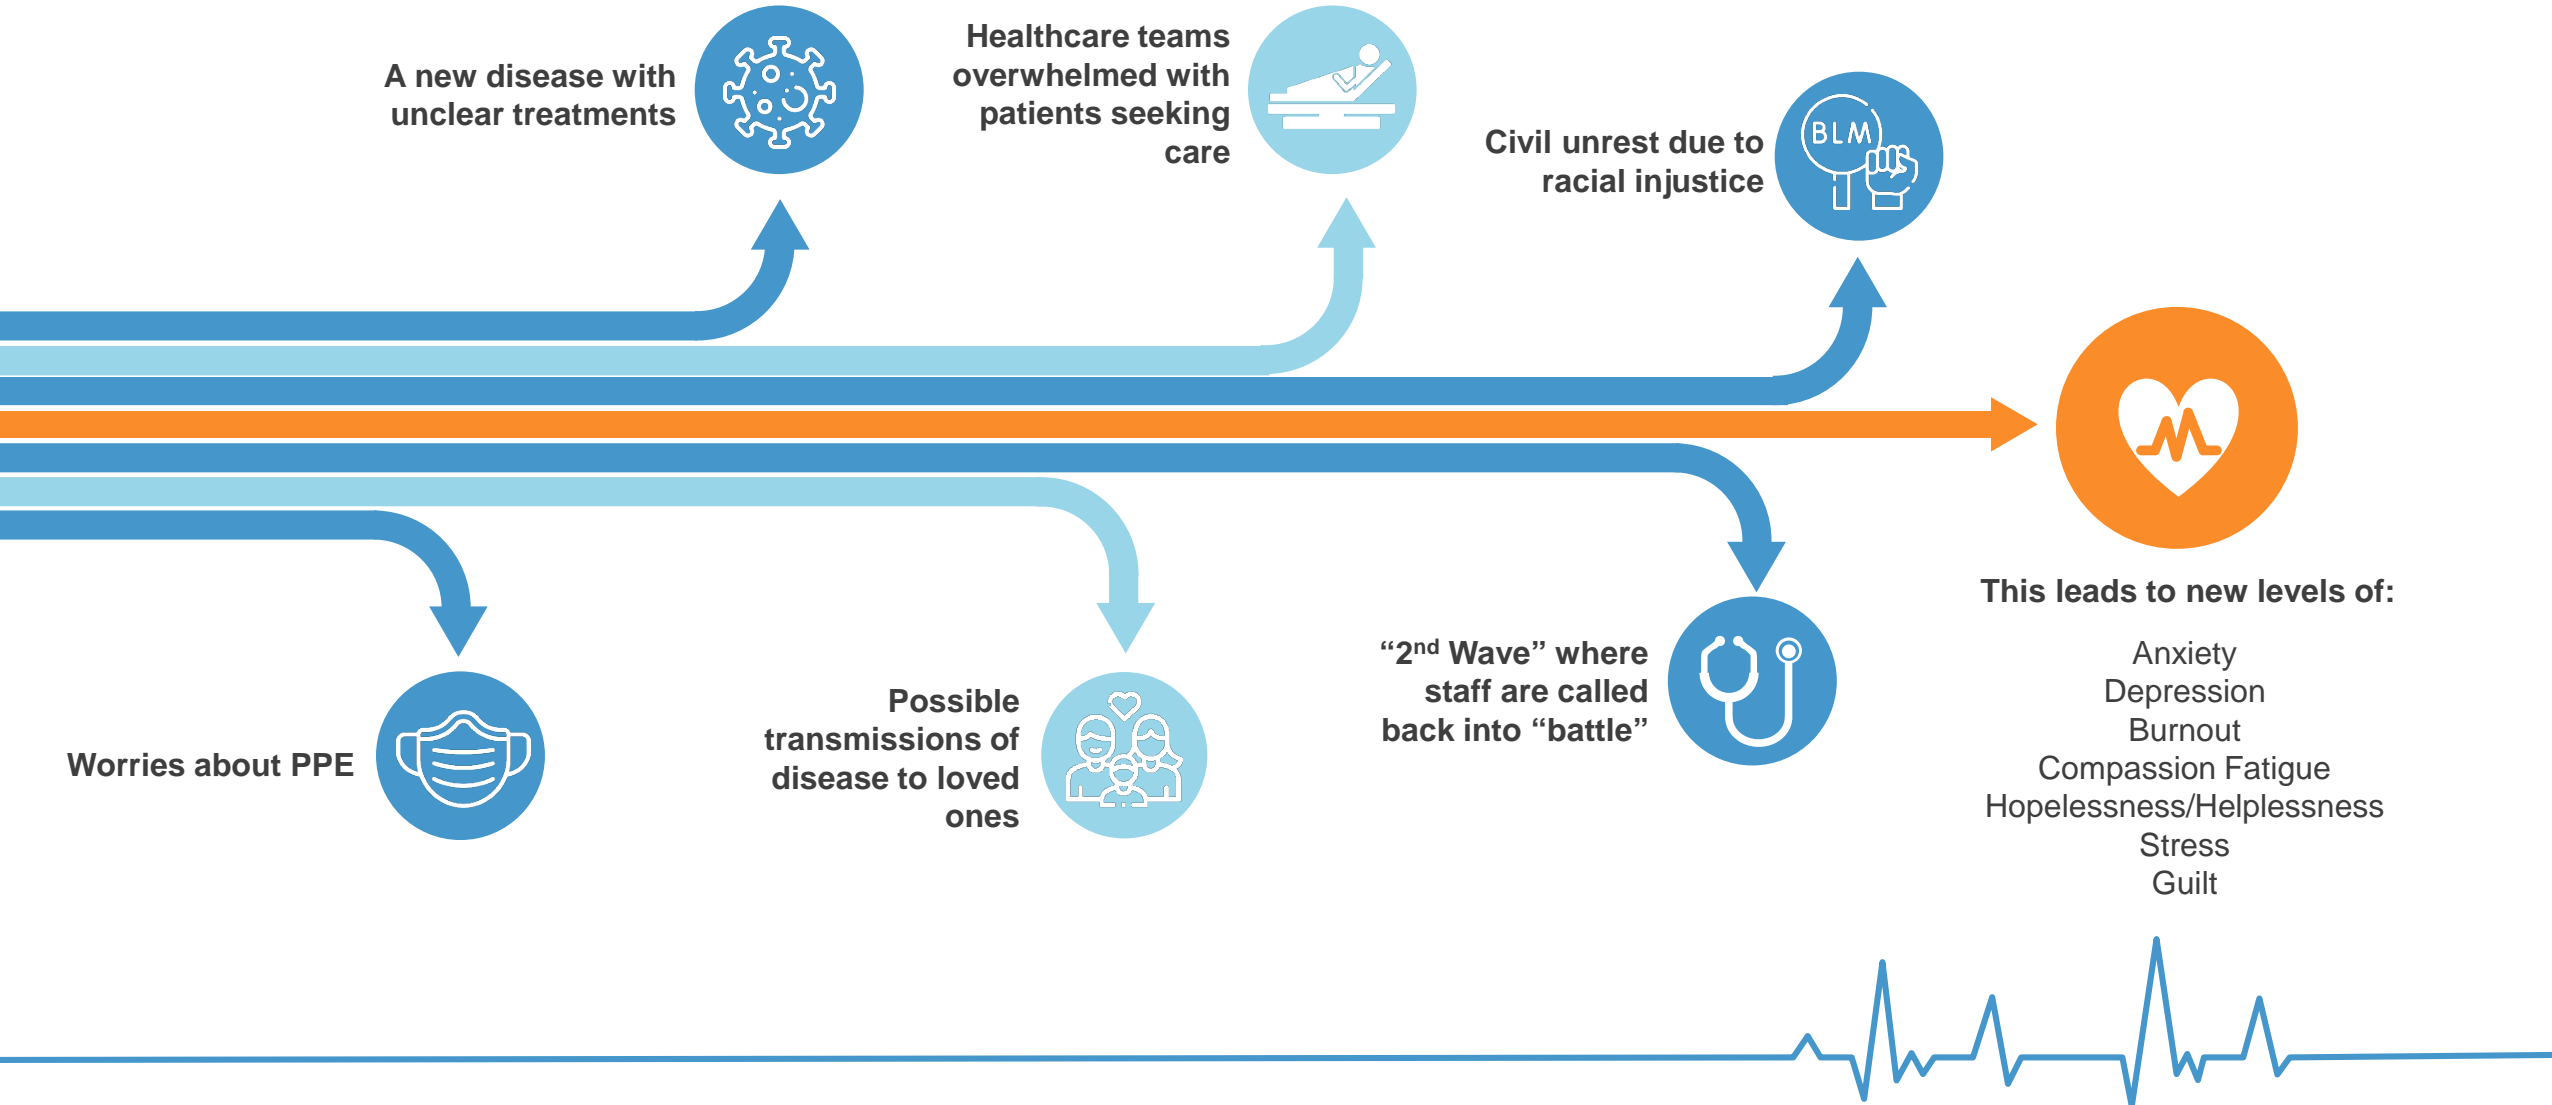 A new disease with
unclear treatments
Healthcare teams
overwhelmed with
patients seeking
care
Civil unrest due to
racial injustice
BLM
Worries about PPE
Possible
transmissions of
disease to loved
ones
“2nd Wave” where
staff are called
back into “battle”
This leads to new levels of:
Anxiety
Depression
Burnout
Compassion Fatigue
Hopelessness/Helplessness
Stress
Guilt